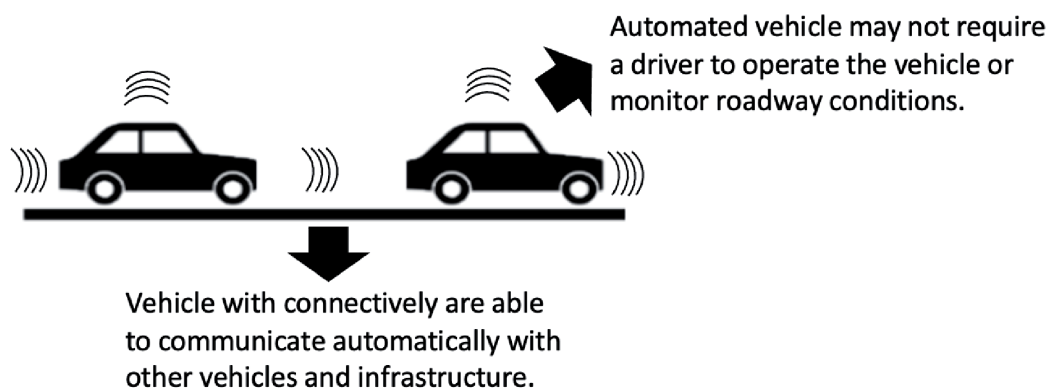 Automated vehicle may not require
a driver to operate the vehicle or
monitor roadway conditions.
Vehicle with connectively are able
to communicate automatically with
other vehicles and infrastructure.